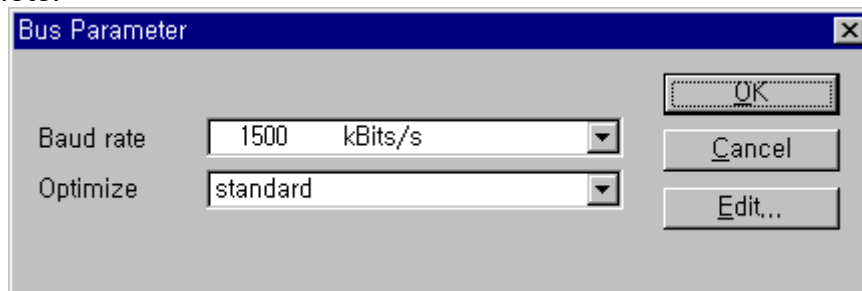 Bus Parameter
OK
Baud rate 1500 kBits/s
Cancel
Optimize standard
Edit...